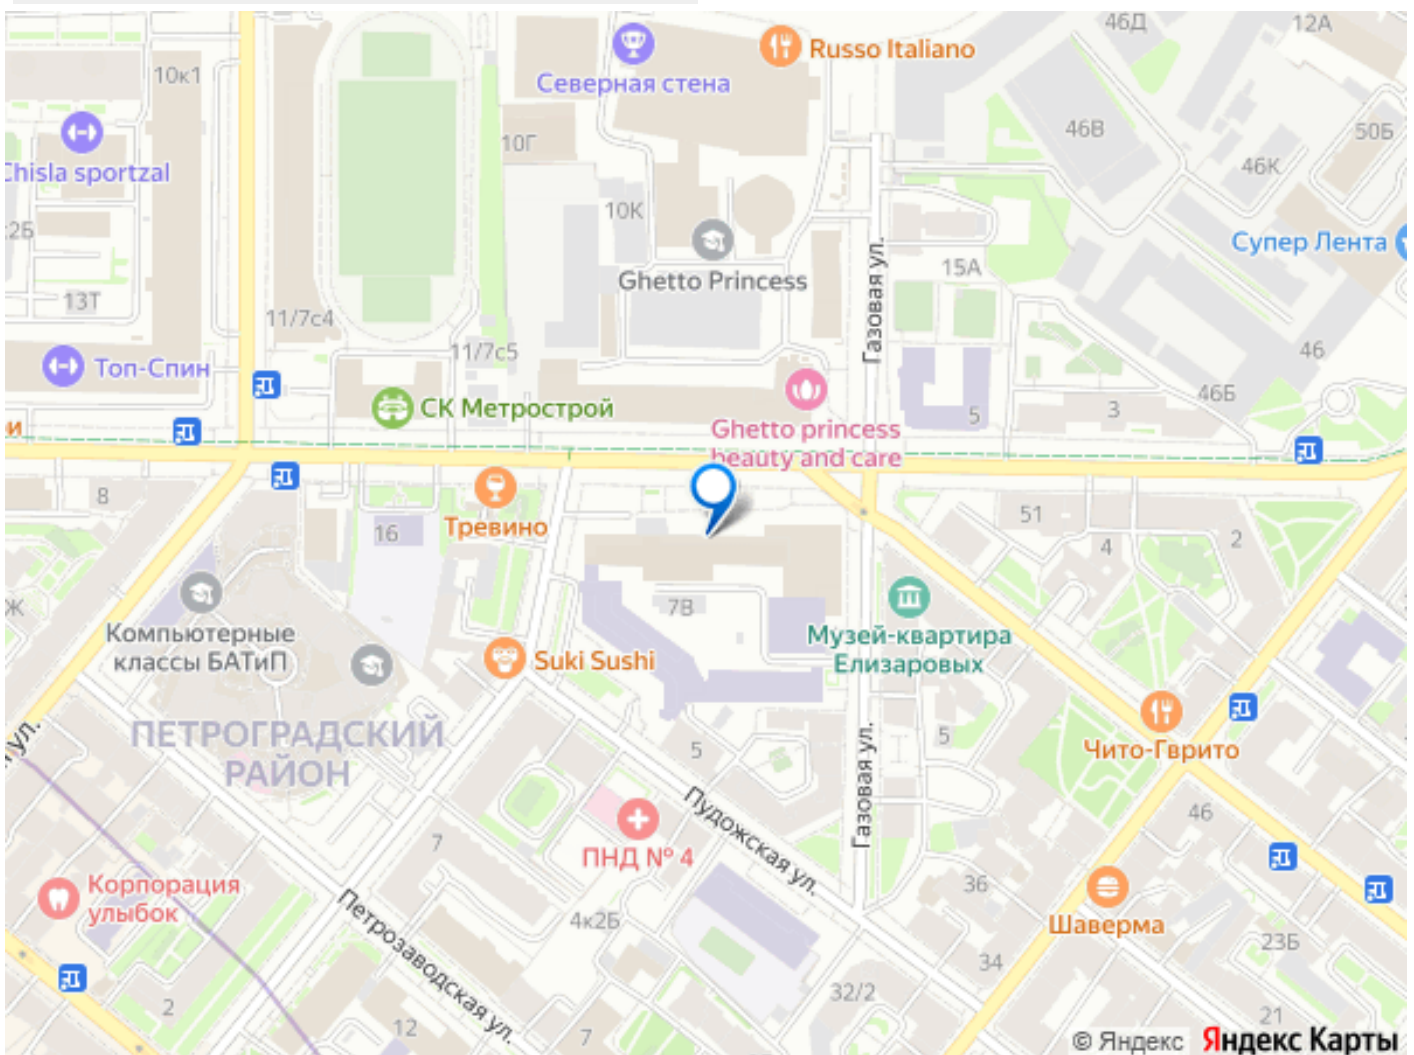 46Д
12А
Russo Italiano
Северная стена
10к1
Chisla sportzal
10Г
46В
50Б
46К
10К
25
Супер Лента
Ghetto Princess
15А
Газовая ул.
13Т
11/7с4
11/7с5
Топ-Спин
46
46Б
СК Метрострой
5
3
и
Ghetto princess
beauty and care
8
16
Тревино
51
4
2
Ж
7В
Компьютерные
классы БАТиП
Suki Sushi
Музей-квартира
Елизаровых
ПЕТРОГРАДСКИЙ
РАЙОН
ул.
5
5
Чито-Гврито
Пудожская ул.
Газовая ул.
46
7
ПНД № 4
Корпорация
улыбок
36
Шаверма
Петрозаводская ул.
4к2Б
23Б
34
32/2
2
12
7
21
© Яндекс Яндекс Карты